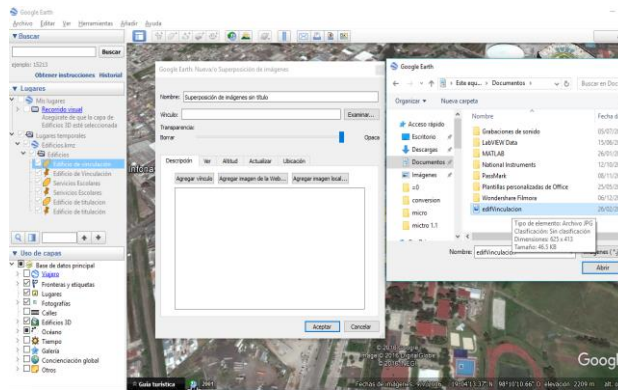 Google Earth
Archivo Editar Ver Herramientas Añadir Ayuda
Buscar
Buscar
ejemplo: 15213
Obtener instrucciones Historial
Lugares
Mis lugares
Recorrido visual
Asegúrate de que la capa de
Edificios 3D esté seleccionada
Lugares temporales
Edificios.kmz
Edificios
Edificio de vinculación
Edificio de Vinculación
Servicios Escolares
Servicios Escolares
Edificio de titulacion
Edificio de titulación
Uso de capas
Base de datos principal
Viajero
Fronteras y etiquetas
Lugares
Fotografías
Calles
Edificios 3D
Océano
Tiempo
Galería
Concienciación global
Otros
Google Earth: Nueva/o Superposición de imágenes
Nombre: Superposición de imágenes sin título
Vínculo: Examinar...
Transparencia:
Borrar Opaca
Descripción Ver Altitud Actualizar Ubicación
Agregar vínculo Agregar imagen de la Web... Agregar imagen local...
Aceptar Cancelar
Google Earth
Este equ... Documentos Buscar en Doc
Organizar Nueva carpeta
Nombre Fecha d
Acceso rápido
Escritorio
Descargas
Documentos
Imágenes
conversion
micro
micro 1.1
Grabaciones de sonido
LabVIEW Data
MATLAB
National Instruments
PassMark
Plantillas personalizadas de Office
Wondershare Filmora
edifVinculacion
Tipo de elemento: Archivo JPG
Clasificación: Sin clasificación
Dimensiones: 625 x 413
Tamaño: 46.5 KB
Nombre: edifVinculacion
Abrir
Guía turística
Google